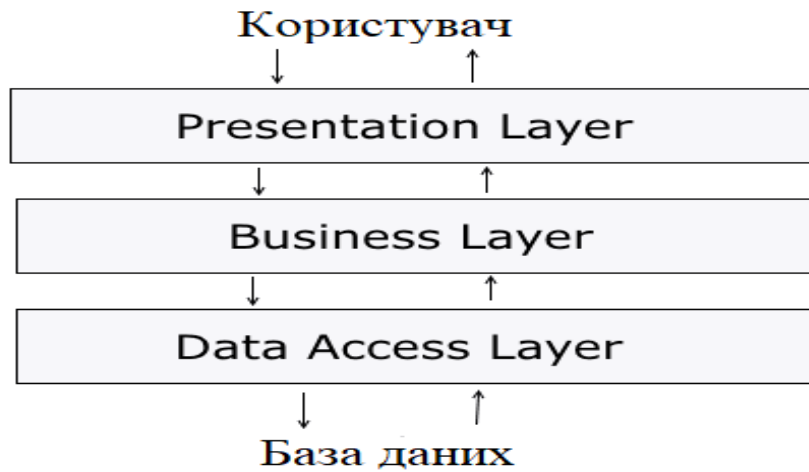 Користувач
Presentation Layer
Business Layer
Data Access Layer
База даних